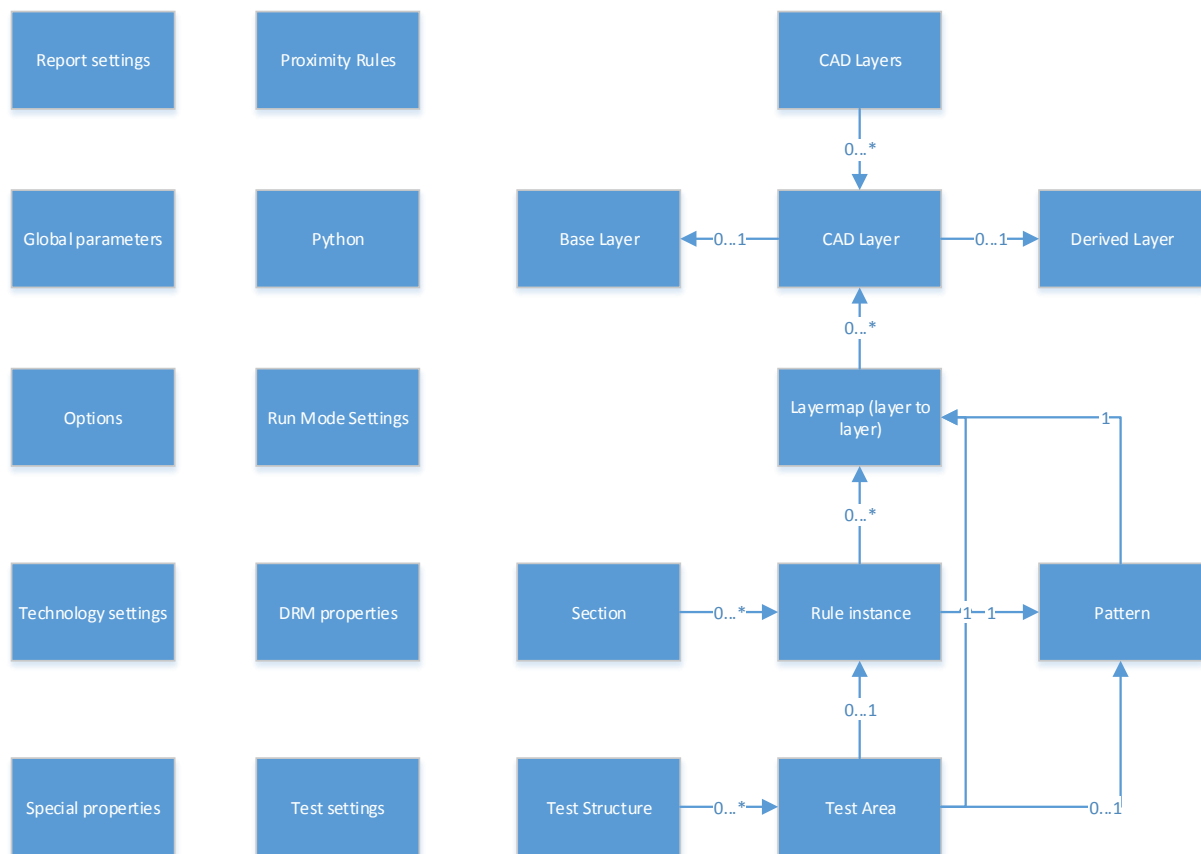 Report settings
Proximity Rules
CAD Layers
0...*
Global parameters
Python
Base Layer
0...1
CAD Layer
0...1
Derived Layer
0...*
Options
Run Mode Settings
Layermap (layer to
layer)
1
0...*
Technology settings
DRM properties
Section
0...*
Rule instance
1
1
Pattern
0...1
Special properties
Test settings
Test Structure
0...*
Test Area
0...1